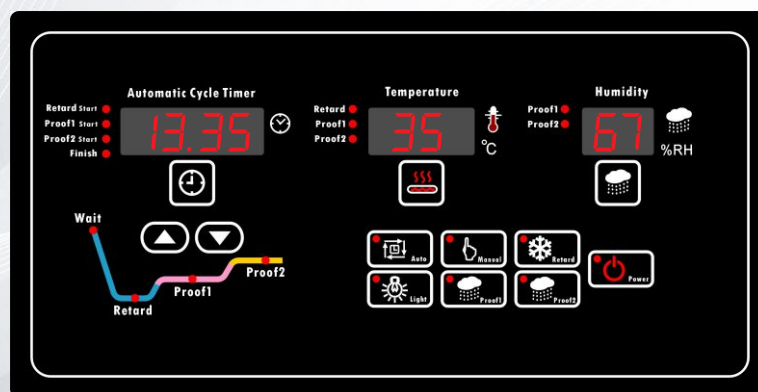 Automatic Cycle Timer
Temperature
Humidity
Retard Start
Proof1 Start
Proof2 Start
Finish
13.35
Retard
Proof1
Proof2
35
°C
Proof1
Proof2
67
%RH
Wait
Retard
Proof1
Proof2
Auto
Manual
Retard
Light
Proof1
Proof2
Power